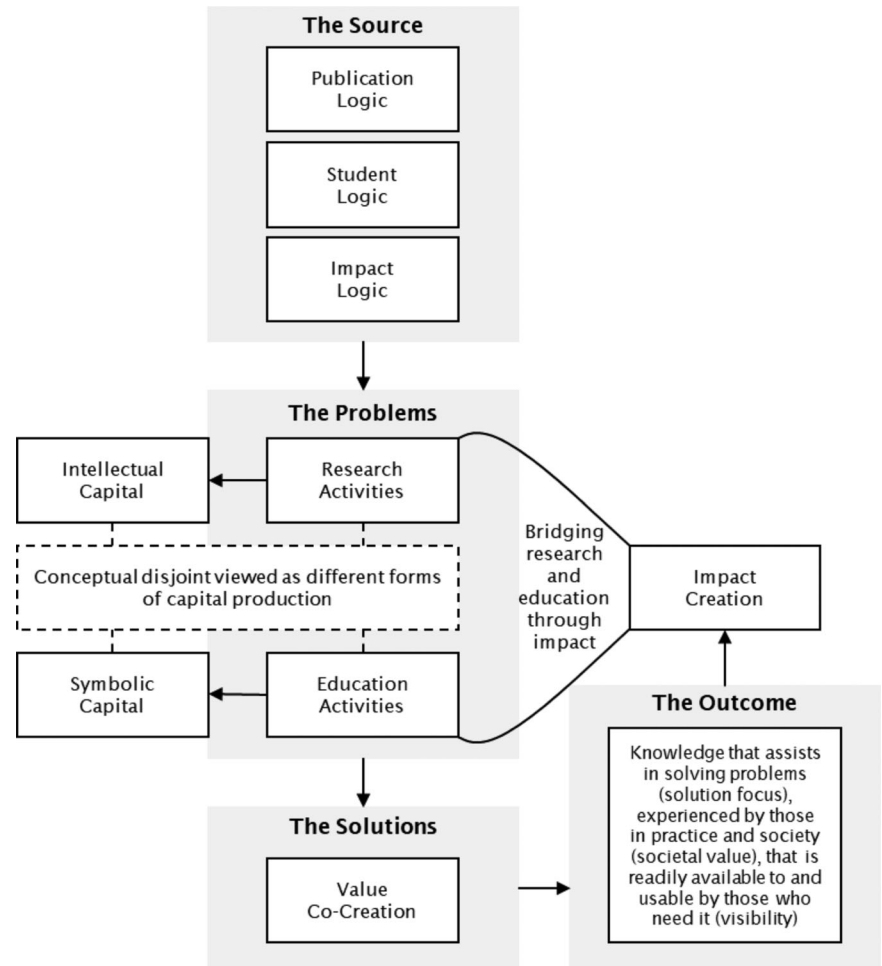 The Source
Publication
Logic
Student
Logic
Impact
Logic
The Problems
Intellectual
Capital
Research
Activities
Conceptual disjoint viewed as different forms
of capital production
Symbolic
Capital
Education
Activities
Bridging
research
and
education
through
impact
Impact
Creation
The Solutions
Value
Co-Creation
The Outcome
Knowledge that assists
in solving problems
(solution focus),
experienced by those
in practice and society
(societal value), that is
readily available to and
usable by those who
need it (visibility)